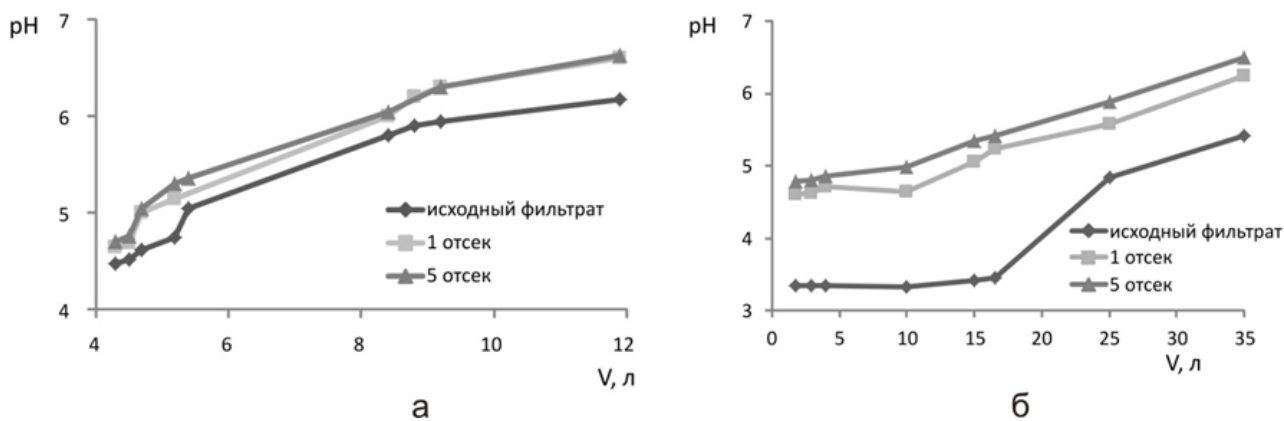 pH
7
6
5
4
4 6 8 10 12
V, л
исходный фильтрат
1 отсек
5 отсек
а
pH
7
6
5
4
3
0 5 10 15 20 25 30 35
V, л
исходный фильтрат
1 отсек
5 отсек
б